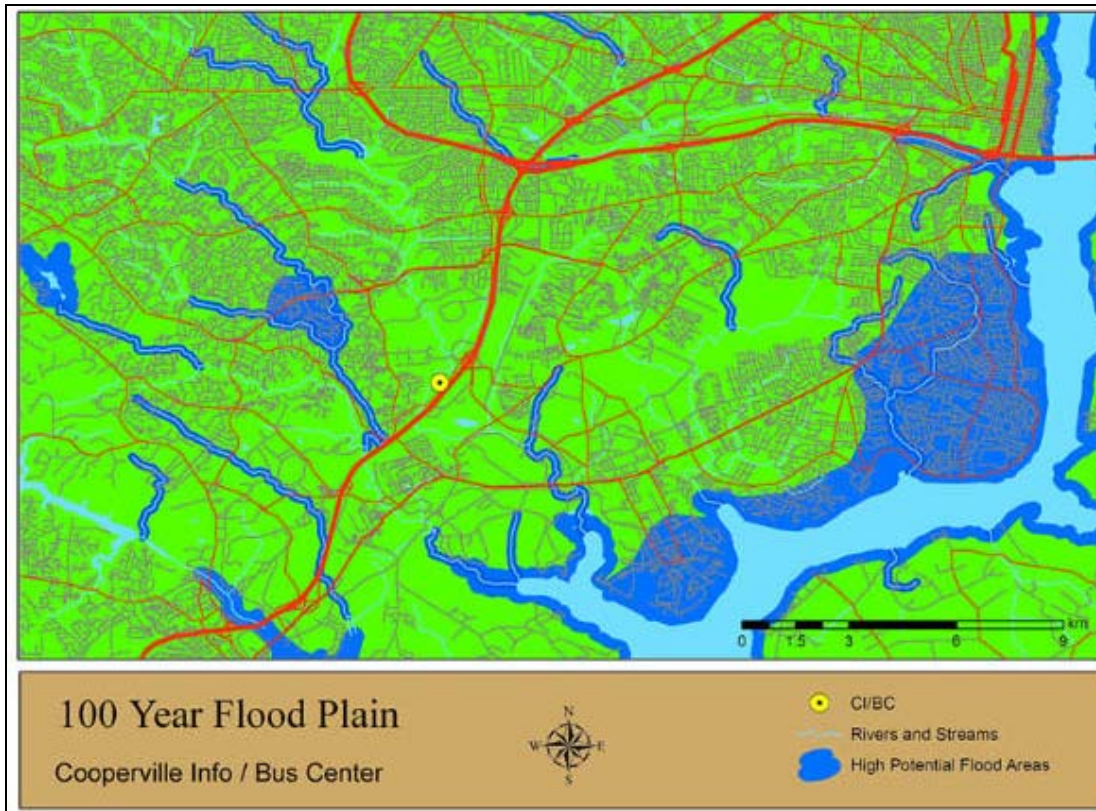 km
0 1.5 3 6 9
100 Year Flood Plain
Cooperville Info / Bus Center
N
W E
S
CI/BC
Rivers and Streams
High Potential Flood Areas